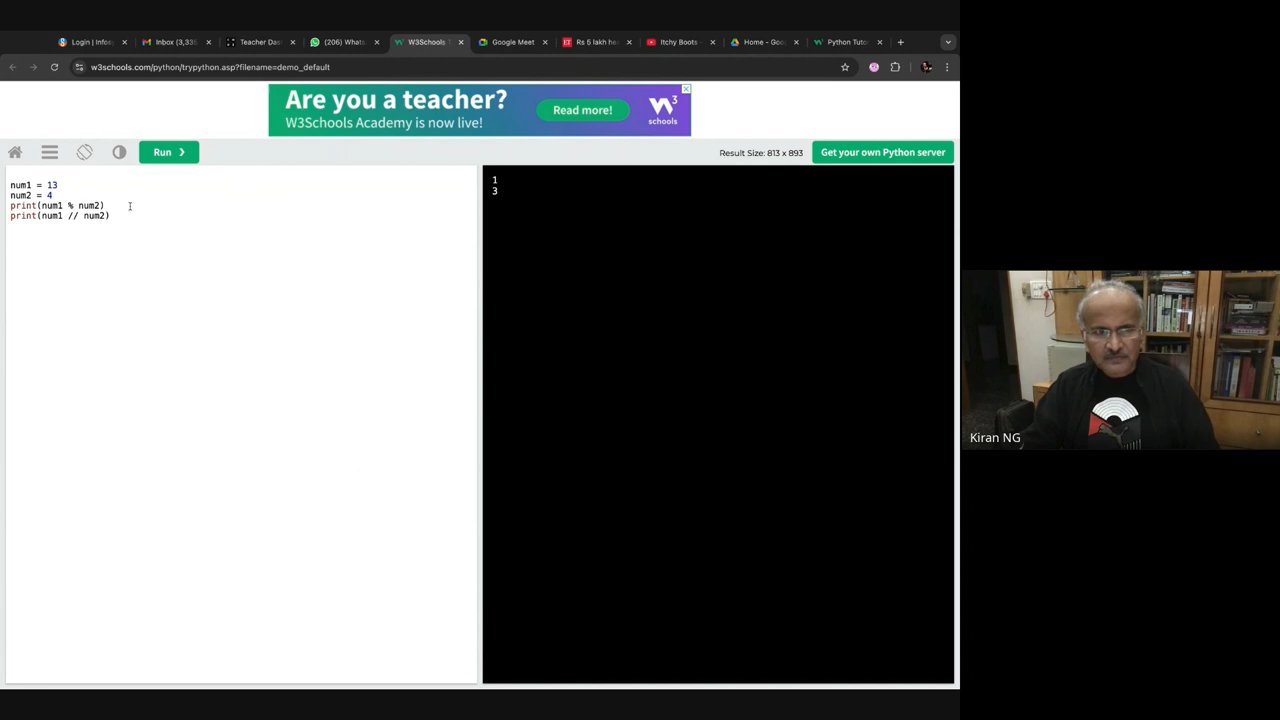 Login | Infos
Inbox (3,335
Teacher Das
(206) Whats
W3Schools T
Google Meet
Rs 5 lakh he
Itchy Boots -
Home - Goo
Python Tuto
w3schools.com/python/trypython.asp?filename=demo_default
Are you a teacher?
W3Schools Academy is now live!
Read more!
W3
schools
Run ❯
Result Size: 813 x 893
Get your own Python server
num1 = 13
num2 = 4
print(num1 % num2)
print(num1 // num2)
1
3
Kiran NG